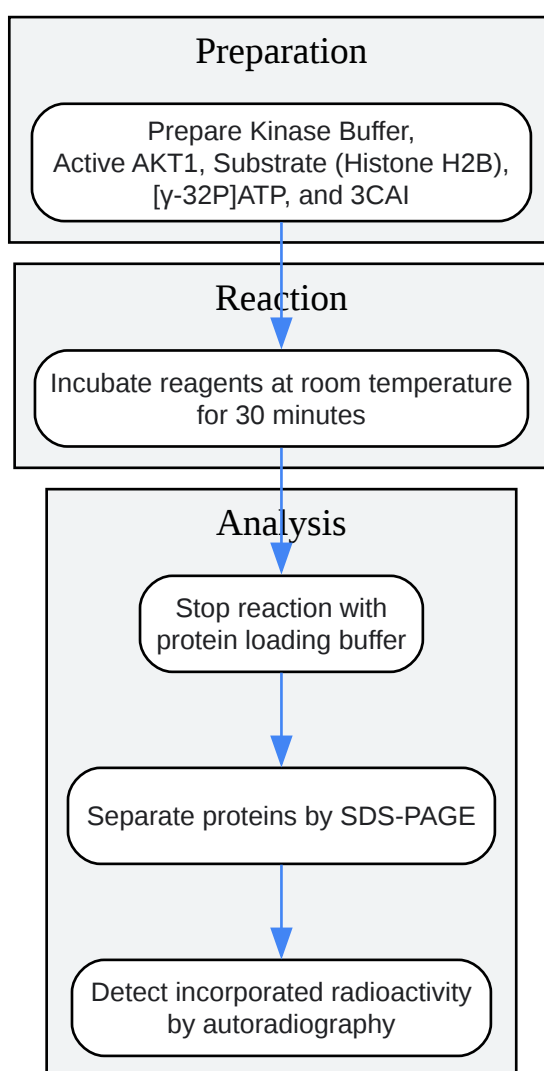 Preparation
Prepare Kinase Buffer,
Active AKT1, Substrate (Histone H2B),
[γ-32P]ATP, and 3CAI
Reaction
Incubate reagents at room temperature
for 30 minutes
Analysis
Stop reaction with
protein loading buffer
Separate proteins by SDS-PAGE
Detect incorporated radioactivity
by autoradiography